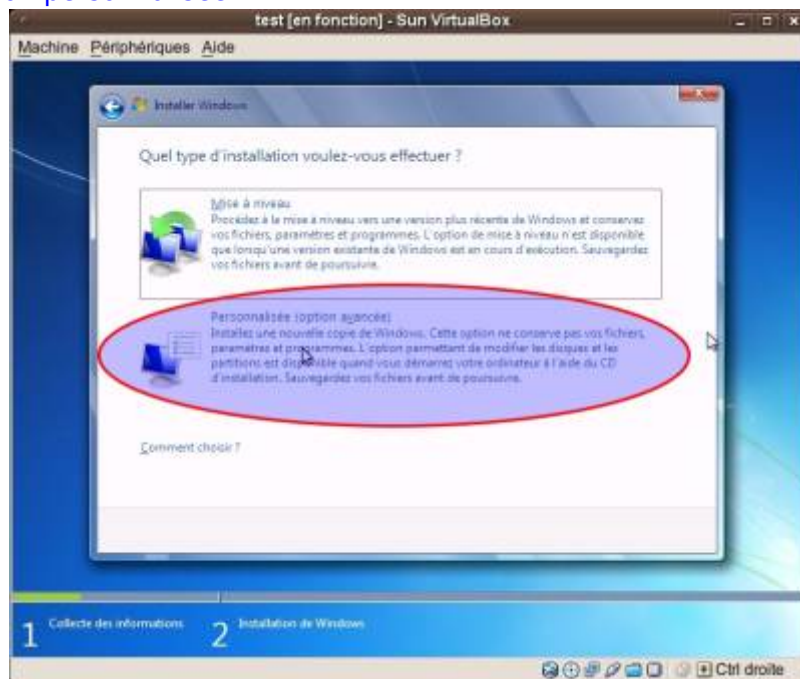 test [en fonction] - Sun VirtualBox
Machine Périphériques Aide
Installer Windows
Quel type d'installation voulez-vous effectuer ?
Mise à niveau
Procédez à la mise à niveau vers une version plus récente de Windows et conservez
vos fichiers, paramètres et programmes. L'option de mise à niveau n'est disponible
que lorsqu'une version existante de Windows est en cours d'exécution. Sauvegardez
vos fichiers avant de poursuivre.
Personnalisée (option avancée)
Installez une nouvelle copie de Windows. Cette option ne conserve pas vos fichiers,
paramètres et programmes. L'option permettant de modifier les disques et les
partitions est disponible quand vous démarrez votre ordinateur à l'aide du CD
d'installation. Sauvegardez vos fichiers avant de poursuivre.
Comment choisir ?
1 Collecte des informations 2 Installation de Windows
Ctrl droite